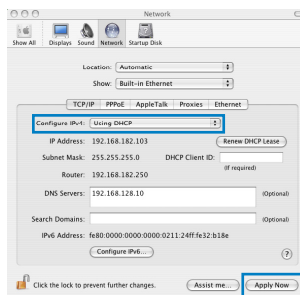 Network
Show All Displays Sound Network Startup Disk
Location: Automatic
Show: Built-in Ethernet
TCP/IP PPPoE AppleTalk Proxies Ethernet
Configure IPv4: Using DHCP
IP Address: 192.168.182.103 Renew DHCP Lease
Subnet Mask: 255.255.255.0 DHCP Client ID:
(If required)
Router: 192.168.182.250
DNS Servers: 192.168.128.10 (Optional)
Search Domains: (Optional)
IPv6 Address: fe80:0000:0000:0000:0211:24ff:fe32:b18e
Configure IPv6... ?
Click the lock to prevent further changes. Assist me... Apply Now